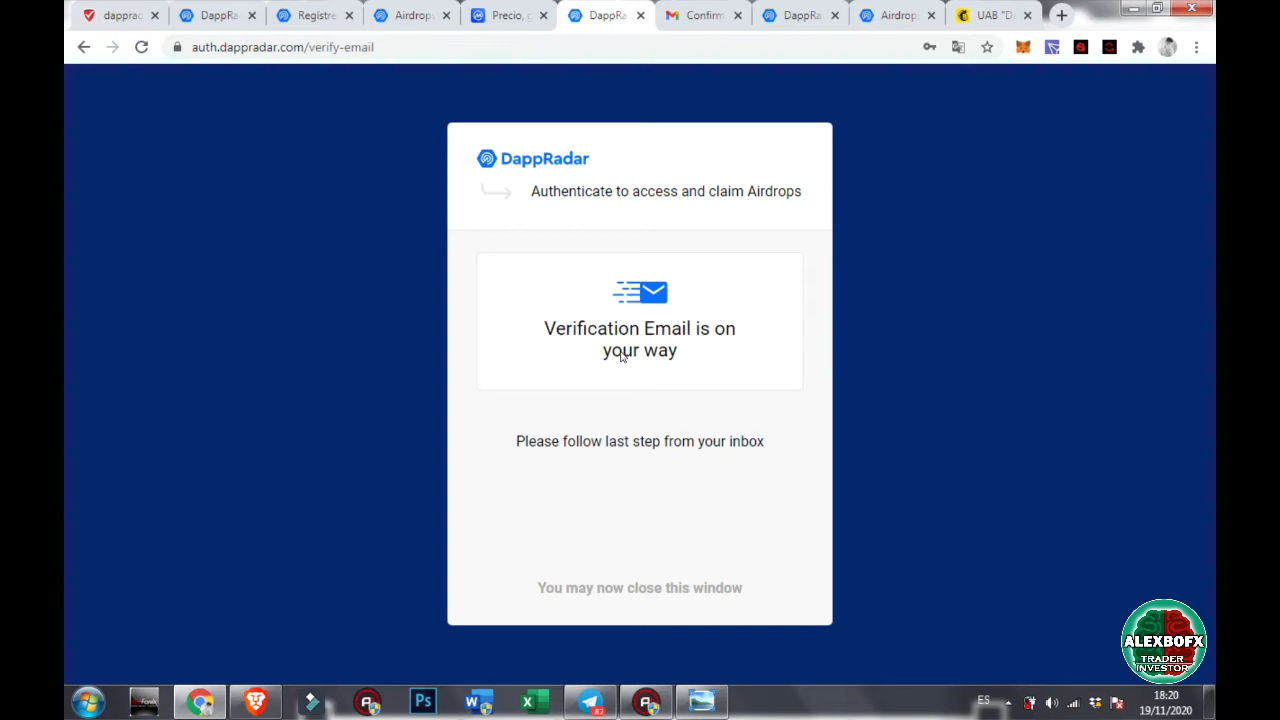 dapprad
DappRa
Registre
Airdrop
Precio, c
DappRa
Confirm
DappRa
Airdrop
UAB "D
auth.dappradar.com/verify-email
DappRadar
Authenticate to access and claim Airdrops
Verification Email is on
your way
Please follow last step from your inbox
You may now close this window
ALEXBOFX
TRADER
INVESTOR
Ps
82
ES
18:20
19/11/2020